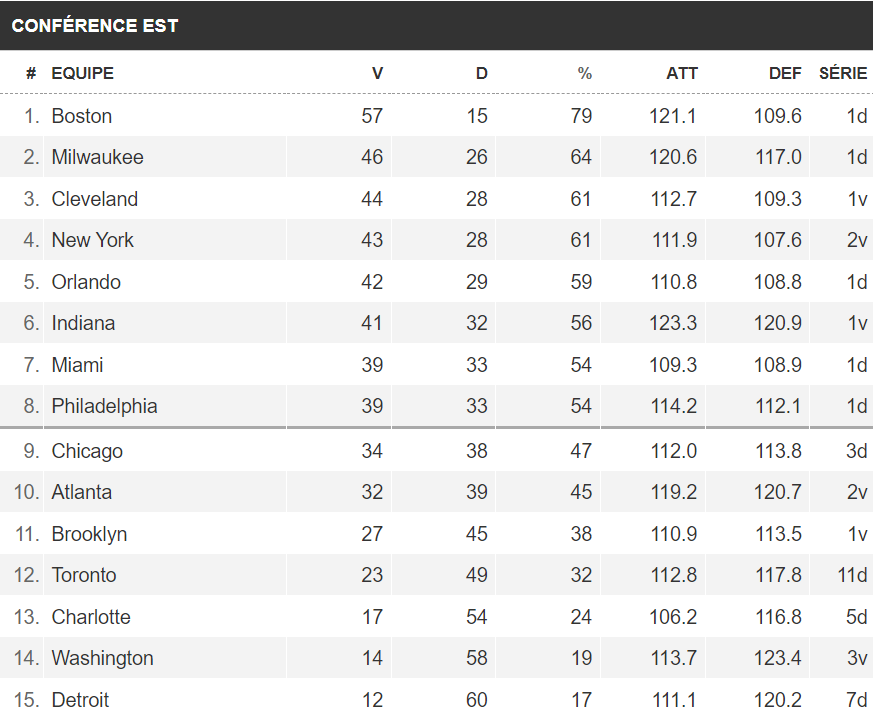 CONFÉRENCE EST
# EQUIPE V D % ATT DEF SÉRIE
1. Boston 57 15 79 121.1 109.6 1d
2. Milwaukee 46 26 64 120.6 117.0 1d
3. Cleveland 44 28 61 112.7 109.3 1v
4. New York 43 28 61 111.9 107.6 2v
5. Orlando 42 29 59 110.8 108.8 1d
6. Indiana 41 32 56 123.3 120.9 1v
7. Miami 39 33 54 109.3 108.9 1d
8. Philadelphia 39 33 54 114.2 112.1 1d
9. Chicago 34 38 47 112.0 113.8 3d
10. Atlanta 32 39 45 119.2 120.7 2v
11. Brooklyn 27 45 38 110.9 113.5 1v
12. Toronto 23 49 32 112.8 117.8 11d
13. Charlotte 17 54 24 106.2 116.8 5d
14. Washington 14 58 19 113.7 123.4 3v
15. Detroit 12 60 17 111.1 120.2 7d